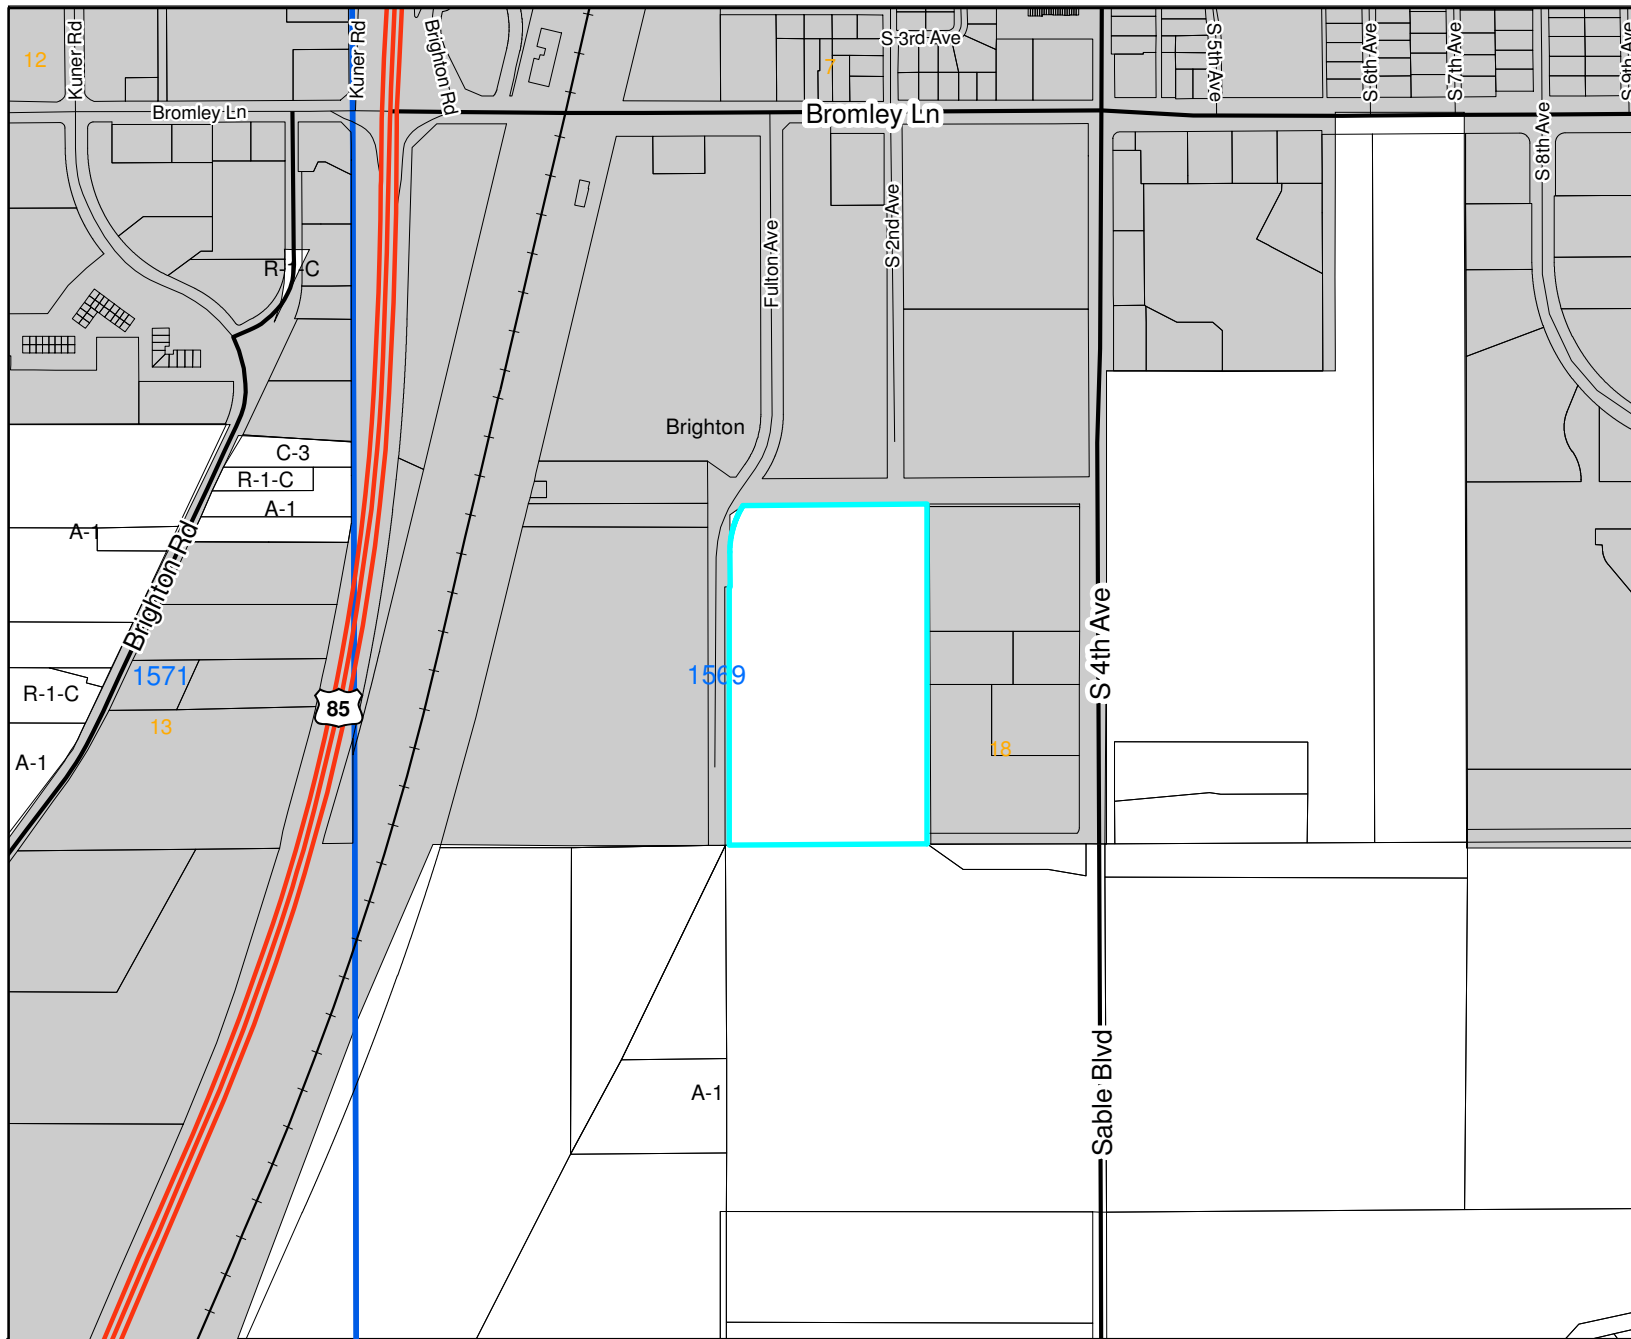 12
Kuner Rd
Kuner Rd
Brighton Rd
S 3rd Ave
7
S 5th Ave
S 6th Ave
S 7th Ave
S 9th Ave
Bromley Ln
Bromley Ln
S 8th Ave
S 2nd Ave
Fulton Ave
R-1-C
Brighton
C-3
R-1-C
A-1
A-1
Brighton Rd
S 4th Ave
1571
1569
R-1-C
85
13
18
A-1
Sable Blvd
A-1